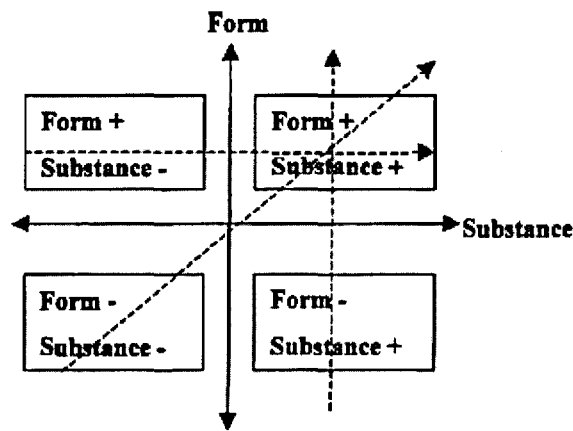 Form
Form +
Substance -
Form +
Substance +
Substance
Form -
Substance -
Form -
Substance +